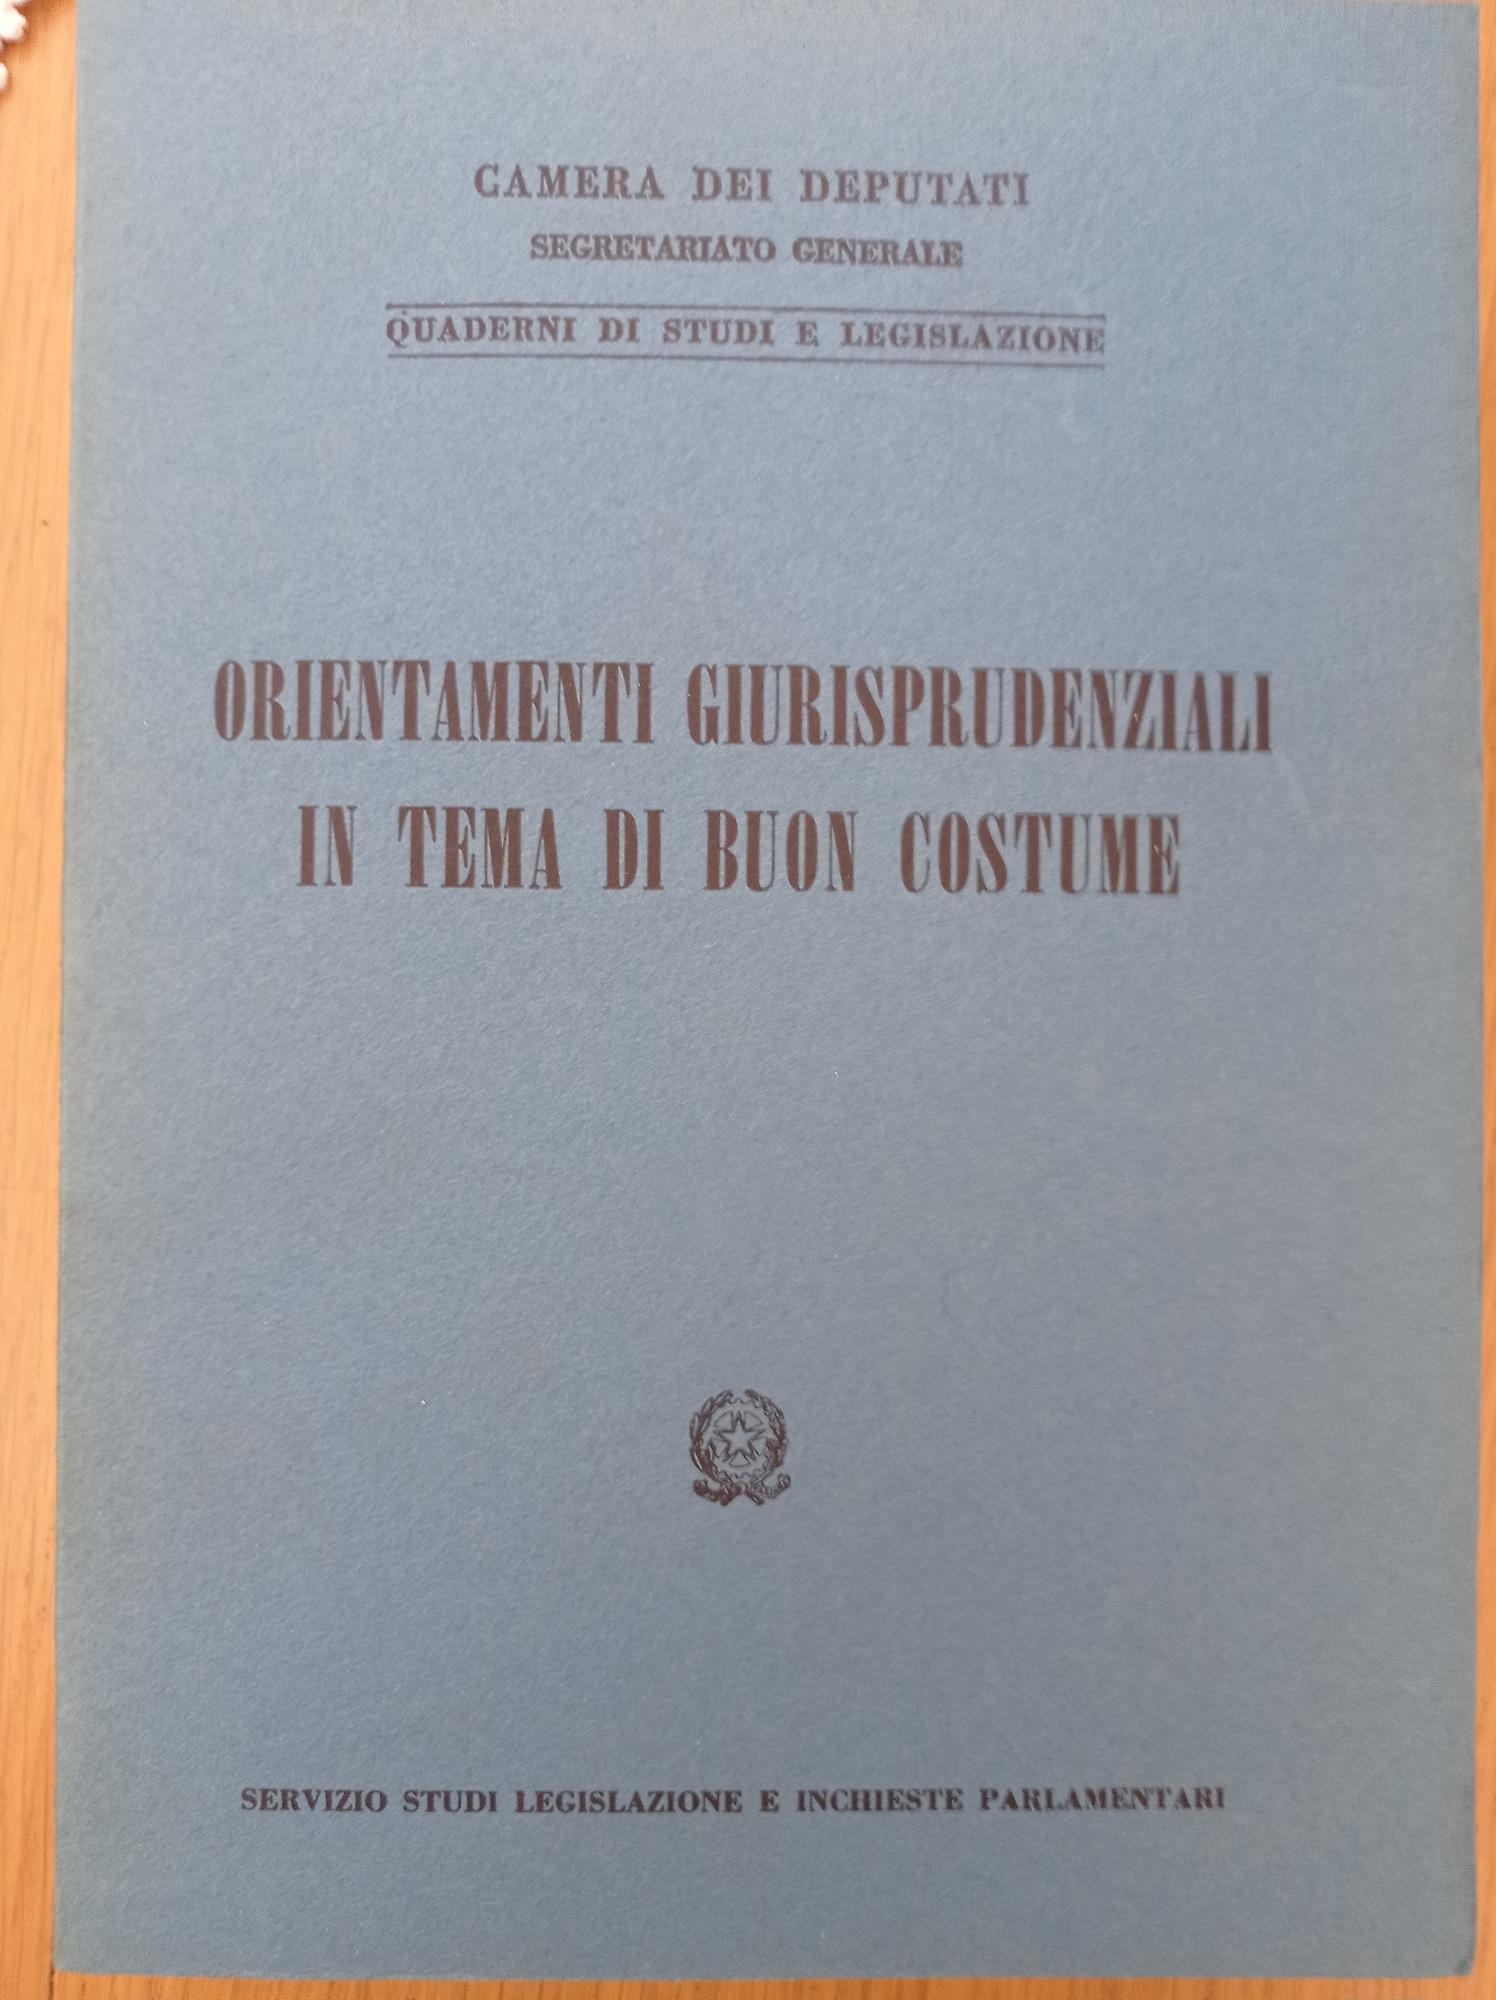 CAMERA DEI DEPUTATI
SEGRETARIATO GENERALE
QUADERNI DI STUDI E LEGISLAZIONE
ORIENTAMENTI GIURISPRUDENZIALI
IN TEMA DI BUON COSTUME
SERVIZIO STUDI LEGISLAZIONE E INCHIESTE PARLAMENTARI